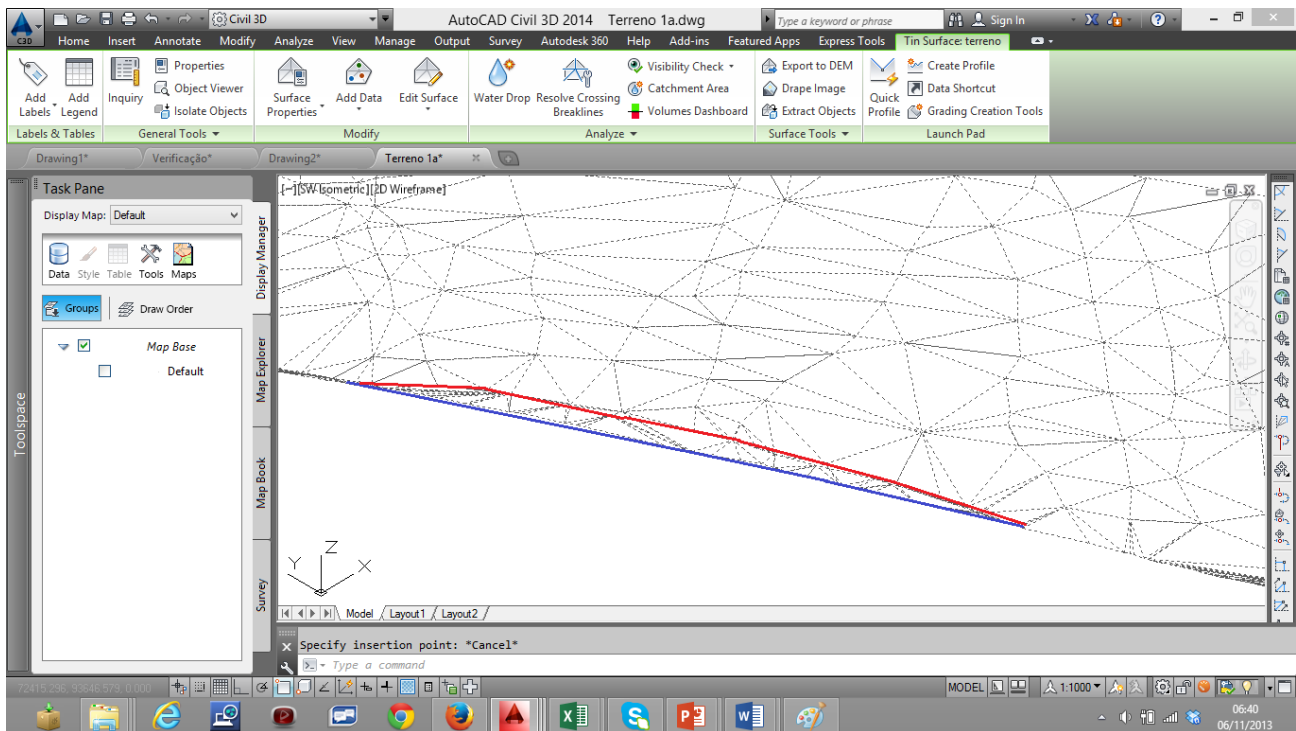 Civil 3D
AutoCAD Civil 3D 2014 Terreno 1a.dwg
Type a keyword or phrase
Sign In
C3D
Home Insert Annotate Modify Analyze View Manage Output Survey Autodesk 360 Help Add-ins Featured Apps Express Tools Tin Surface: terreno
Add Labels
Add Legend
Inquiry
Properties
Object Viewer
Isolate Objects
Surface Properties
Add Data
Edit Surface
Water Drop
Resolve Crossing Breaklines
Visibility Check
Catchment Area
Volumes Dashboard
Export to DEM
Drape Image
Extract Objects
Quick Profile
Create Profile
Data Shortcut
Grading Creation Tools
Labels & Tables
General Tools
Modify
Analyze
Surface Tools
Launch Pad
Drawing1*
Verificação*
Drawing2*
Terreno 1a*
Task Pane
Display Map: Default
Data Style Table Tools Maps
Groups
Draw Order
Map Base
Default
Display Manager
Map Explorer
Map Book
Survey
Toolspace
[-][SW Isometric][2D Wireframe]
Z
Y
X
Model Layout1 Layout2
Specify insertion point: *Cancel*
Type a command
72415.296, 93646.573, 0.000
MODEL
1:1000
06:40
06/11/2013